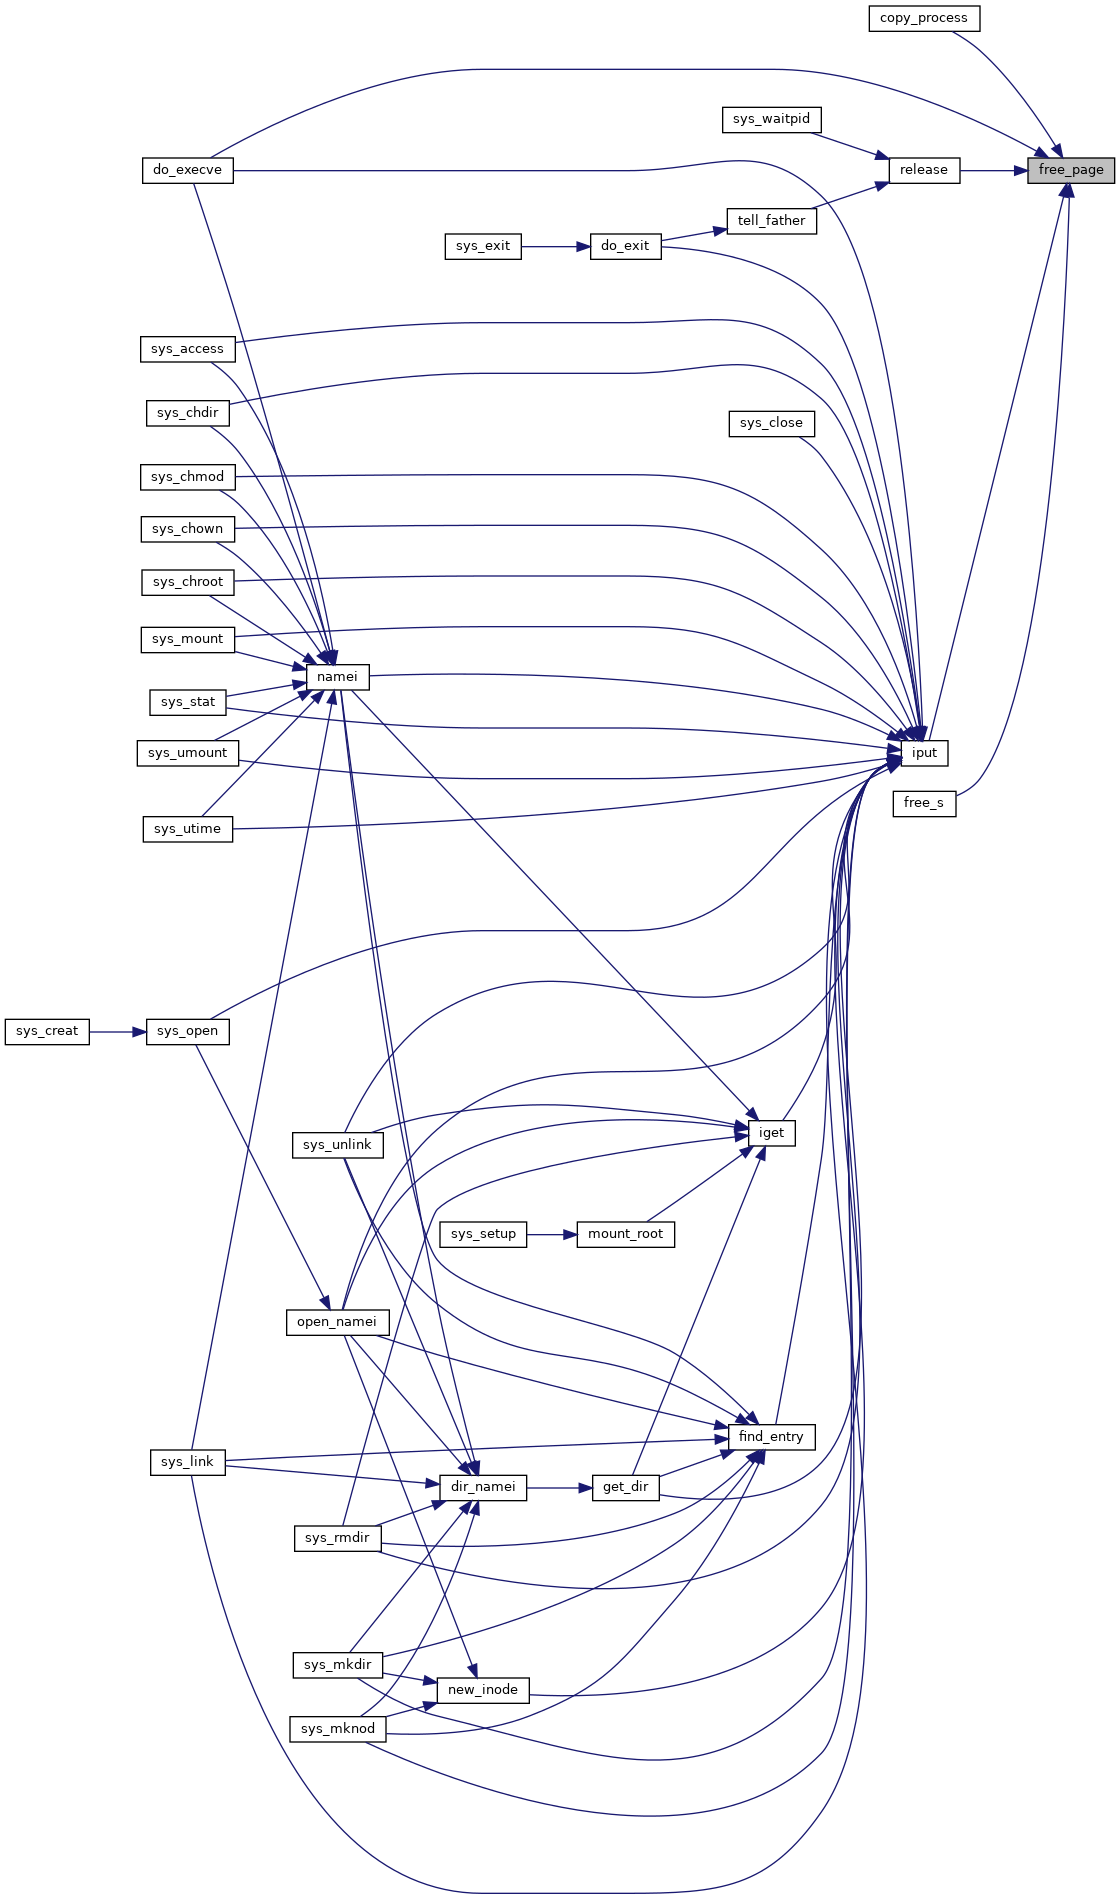 copy_process
sys_waitpid
do_execve
release
free_page
tell_father
sys_exit
do_exit
sys_access
sys_chdir
sys_close
sys_chmod
sys_chown
sys_chroot
sys_mount
namei
sys_stat
sys_umount
iput
free_s
sys_utime
sys_creat
sys_open
iget
sys_unlink
sys_setup
mount_root
open_namei
find_entry
sys_link
dir_namei
get_dir
sys_rmdir
sys_mkdir
new_inode
sys_mknod